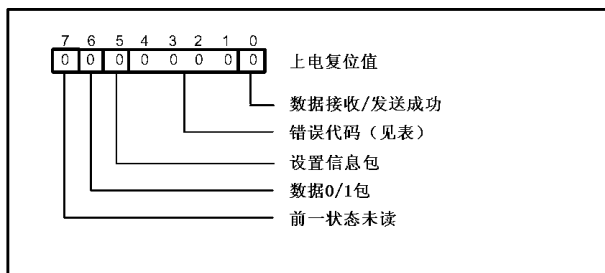 7 6 5 4 3 2 1 0
0 0 0 0 0 0 0 0 上电复位值
数据接收/发送成功
错误代码（见表）
设置信息包
数据0/1包
前一状态未读